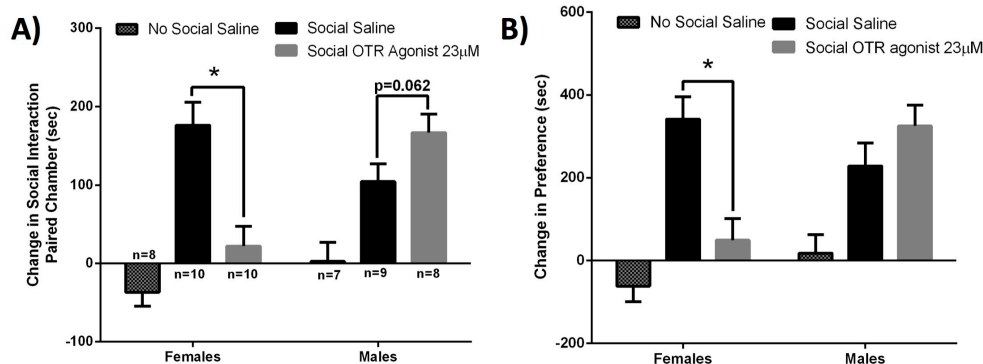 A)
No Social Saline
Social Saline
Social OTR Agonist 23µM
Change in Social Interaction
Paired Chamber (sec)
300
200
100
0
-100
*
p=0.062
n=8
n=10
n=10
n=7
n=9
n=8
Females
Males
B)
No Social Saline
Social Saline
Social OTR agonist 23µM
Change in Preference (sec)
600
400
200
0
-200
*
Females
Males